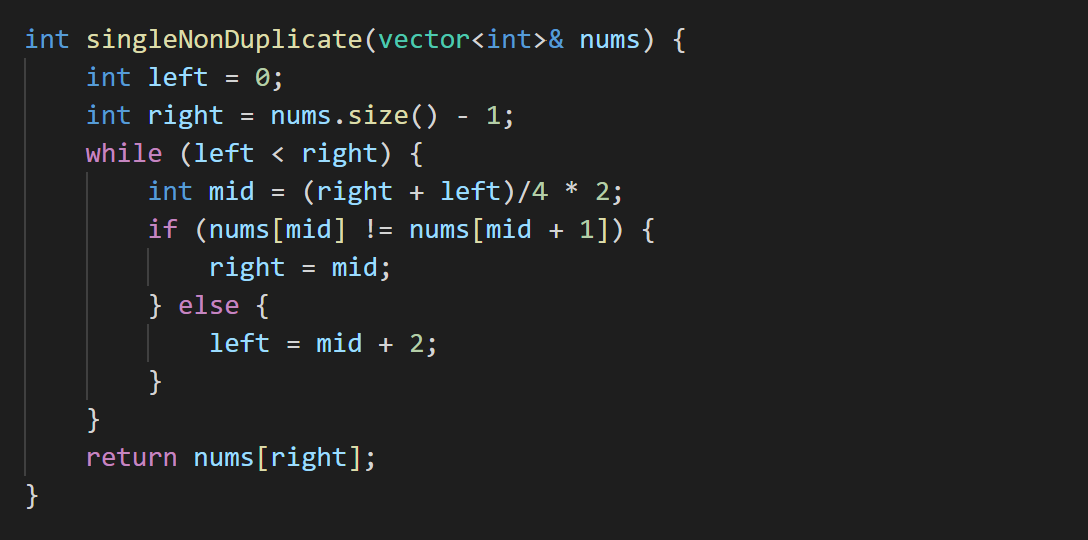 int singleNonDuplicate(vector<int>& nums) {
    int left = 0;
    int right = nums.size() - 1;
    while (left < right) {
        int mid = (right + left)/4 * 2;
        if (nums[mid] != nums[mid + 1]) {
            right = mid;
        } else {
            left = mid + 2;
        }
    }
    return nums[right];
}